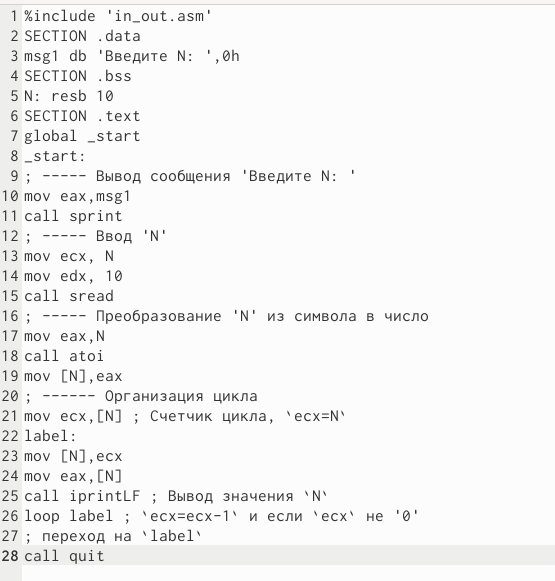 1 %include 'in_out.asm'
2 SECTION .data
3 msg1 db 'Введите N: ',0h
4 SECTION .bss
5 N: resb 10
6 SECTION .text
7 global _start
8 _start:
9 ; ----- Вывод сообщения 'Введите N: '
10 mov eax,msg1
11 call sprint
12 ; ----- Ввод 'N'
13 mov ecx, N
14 mov edx, 10
15 call sread
16 ; ----- Преобразование 'N' из символа в число
17 mov eax,N
18 call atoi
19 mov [N],eax
20 ; ------ Организация цикла
21 mov ecx,[N] ; Счетчик цикла, `ecx=N`
22 label:
23 mov [N],ecx
24 mov eax,[N]
25 call iprintLF ; Вывод значения `N`
26 loop label ; `ecx=ecx-1` и если `ecx` не '0'
27 ; переход на `label`
28 call quit